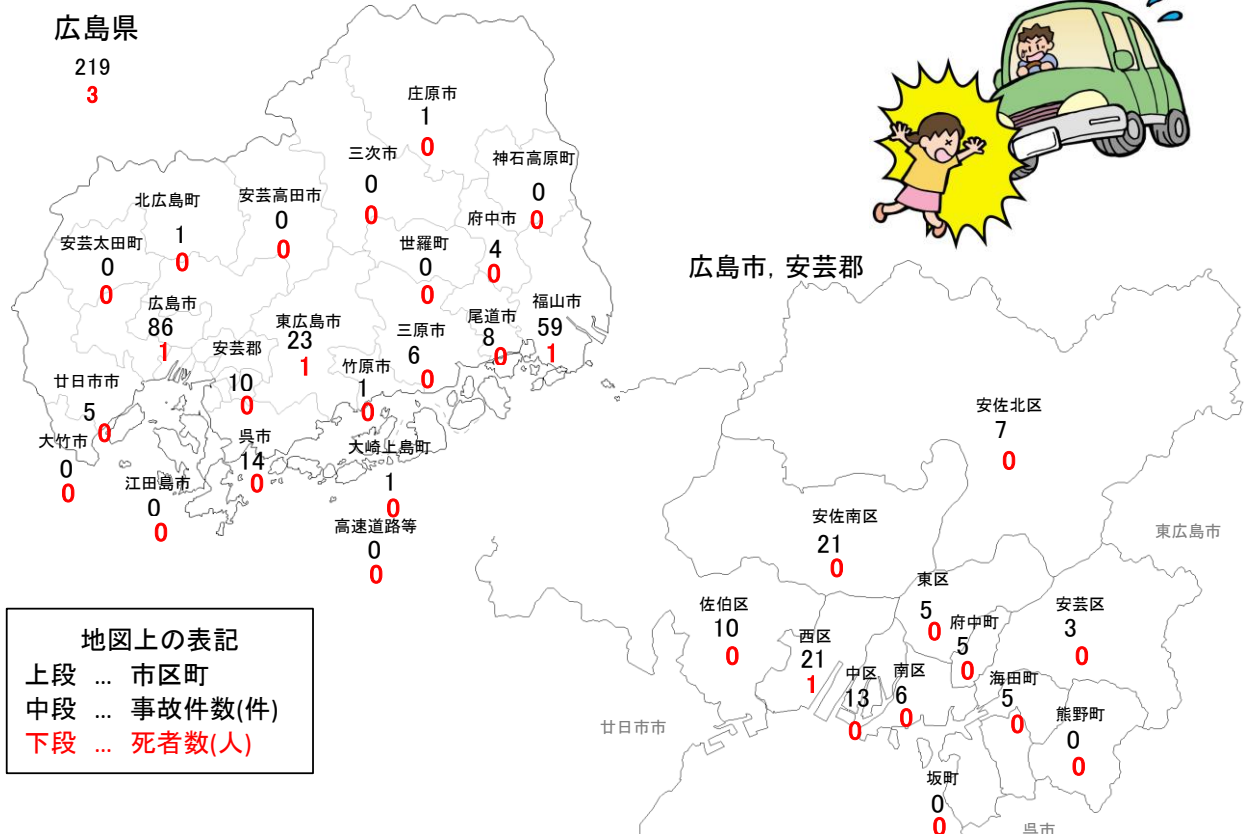 広島県
219
3
庄原市
1
0
三次市
0
0
神石高原町
0
0
北広島町
1
0
安芸高田市
0
0
府中市
4
0
安芸太田町
0
0
世羅町
0
0
広島市
86
1
東広島市
23
1
三原市
6
0
尾道市
8
0
福山市
59
1
安芸郡
10
0
竹原市
1
0
廿日市市
5
0
大竹市
0
0
呉市
14
0
大崎上島町
1
0
江田島市
0
0
高速道路等
0
0
地図上の表記
上段 … 市区町
中段 … 事故件数(件)
下段 … 死者数(人)
広島市, 安芸郡
安佐北区
7
0
安佐南区
21
0
東広島市
東区
5
0
府中町
5
0
安芸区
3
0
佐伯区
10
0
西区
21
1
中区
13
0
南区
6
0
海田町
5
0
熊野町
0
0
廿日市市
坂町
0
0
呉市